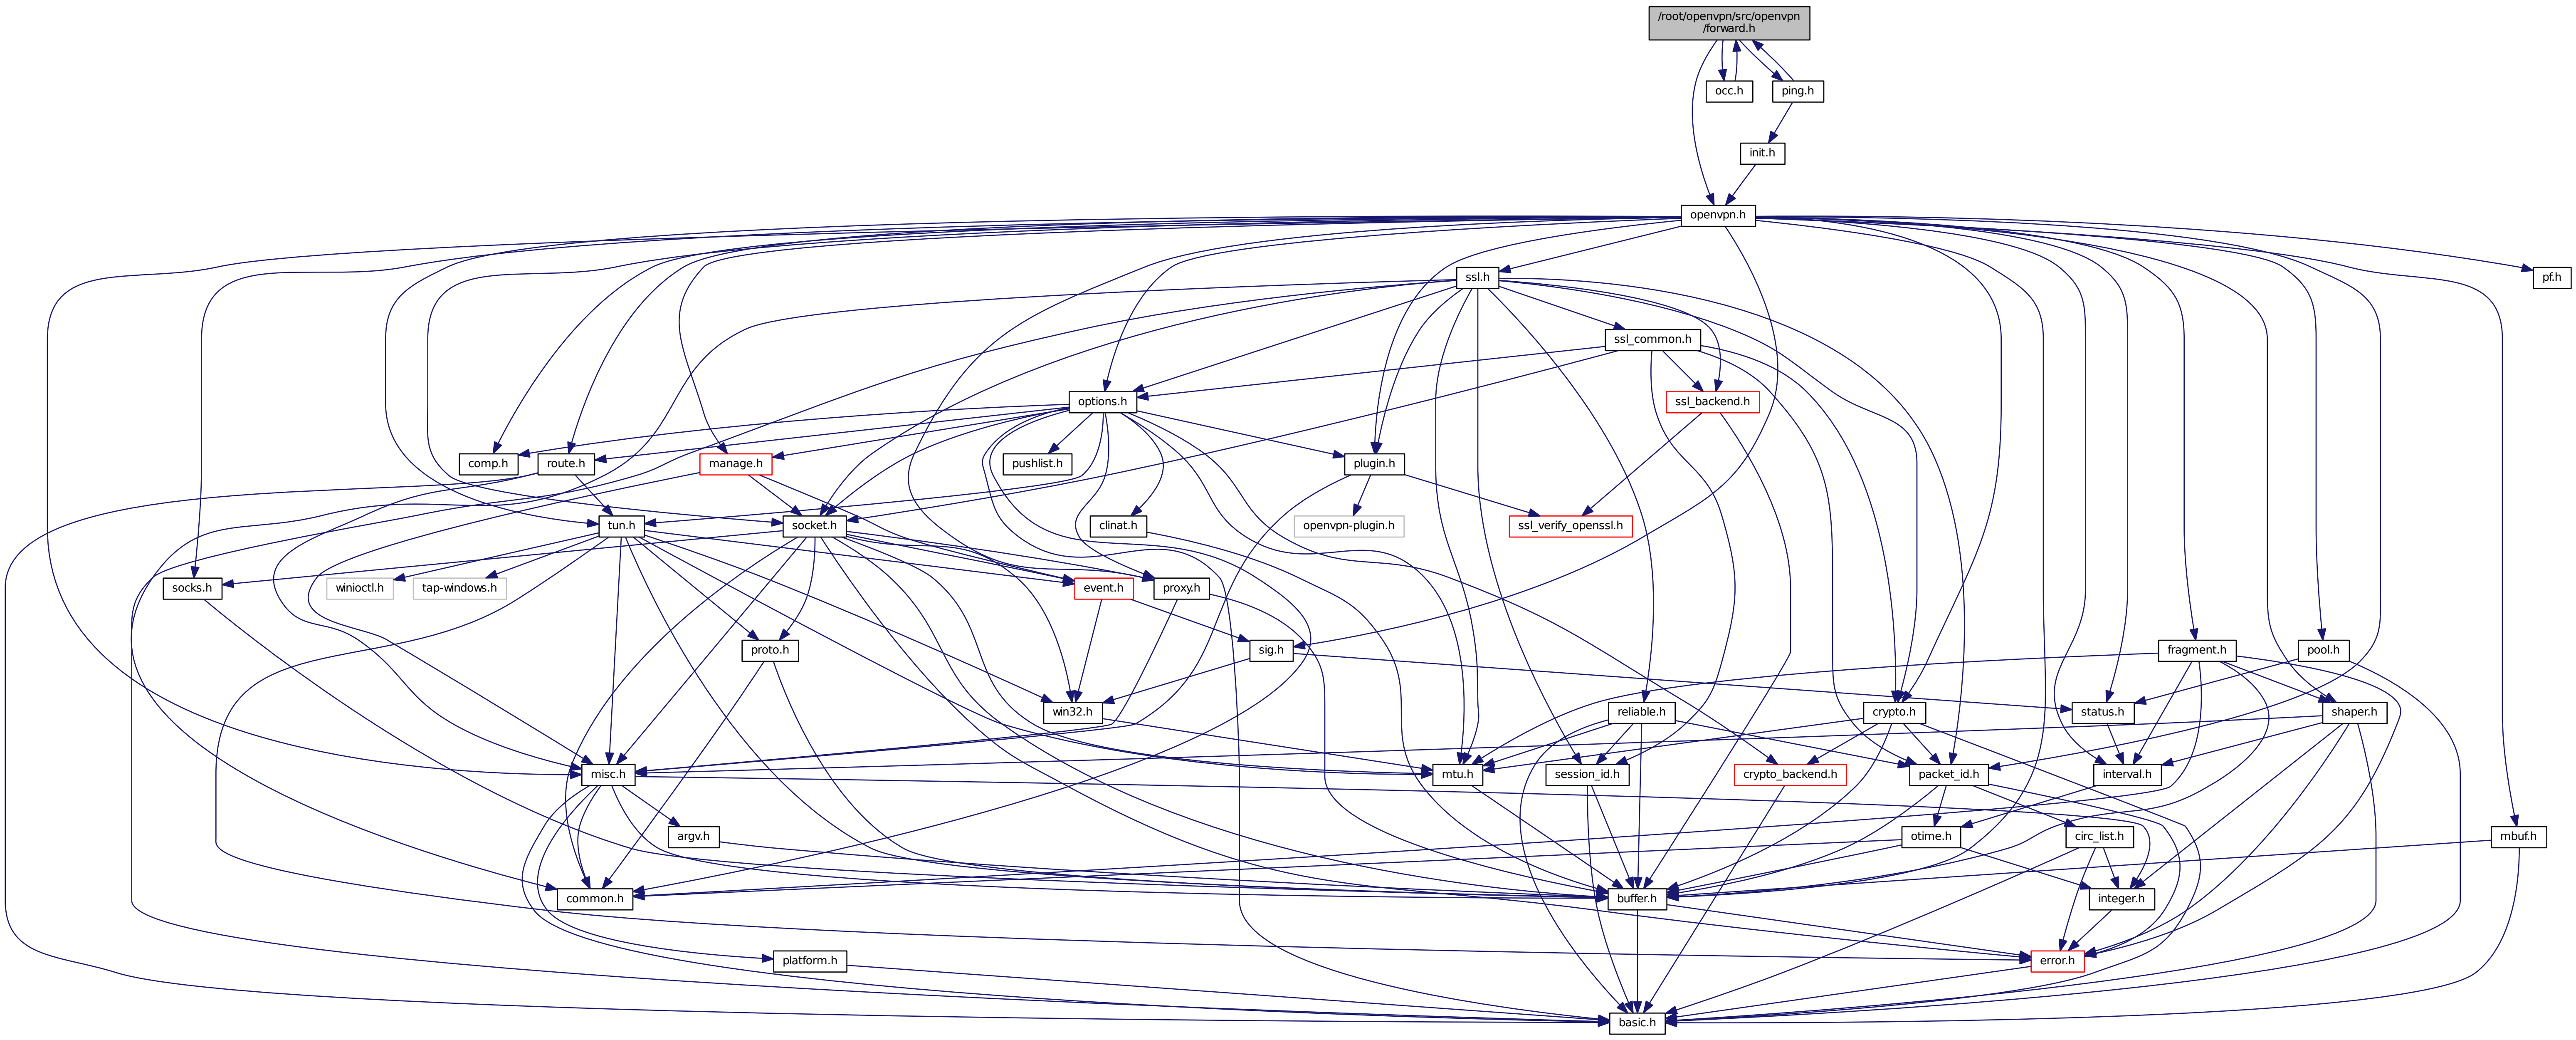 /root/openvpn/src/openvpn
/forward.h
occ.h
ping.h
init.h
openvpn.h
ssl.h
pf.h
ssl_common.h
options.h
ssl_backend.h
comp.h
route.h
manage.h
pushlist.h
plugin.h
tun.h
socket.h
clinat.h
openvpn-plugin.h
ssl_verify_openssl.h
socks.h
winioctl.h
tap-windows.h
event.h
proxy.h
proto.h
sig.h
fragment.h
pool.h
win32.h
reliable.h
crypto.h
status.h
shaper.h
misc.h
mtu.h
session_id.h
crypto_backend.h
packet_id.h
interval.h
argv.h
otime.h
circ_list.h
mbuf.h
common.h
buffer.h
integer.h
platform.h
error.h
basic.h